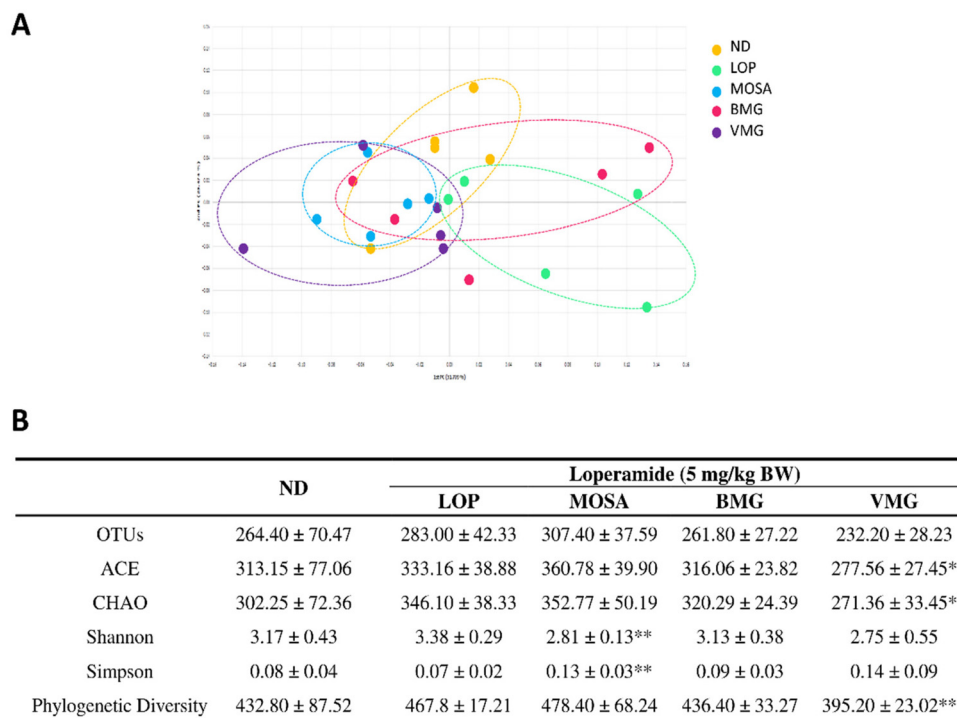 A
ND
LOP
MOSA
BMG
VMG
B
Loperamide (5 mg/kg BW)
ND LOP MOSA BMG VMG
OTUs 264.40 ± 70.47 283.00 ± 42.33 307.40 ± 37.59 261.80 ± 27.22 232.20 ± 28.23
ACE 313.15 ± 77.06 333.16 ± 38.88 360.78 ± 39.90 316.06 ± 23.82 277.56 ± 27.45*
CHAO 302.25 ± 72.36 346.10 ± 38.33 352.77 ± 50.19 320.29 ± 24.39 271.36 ± 33.45*
Shannon 3.17 ± 0.43 3.38 ± 0.29 2.81 ± 0.13** 3.13 ± 0.38 2.75 ± 0.55
Simpson 0.08 ± 0.04 0.07 ± 0.02 0.13 ± 0.03** 0.09 ± 0.03 0.14 ± 0.09
Phylogenetic Diversity 432.80 ± 87.52 467.8 ± 17.21 478.40 ± 68.24 436.40 ± 33.27 395.20 ± 23.02**